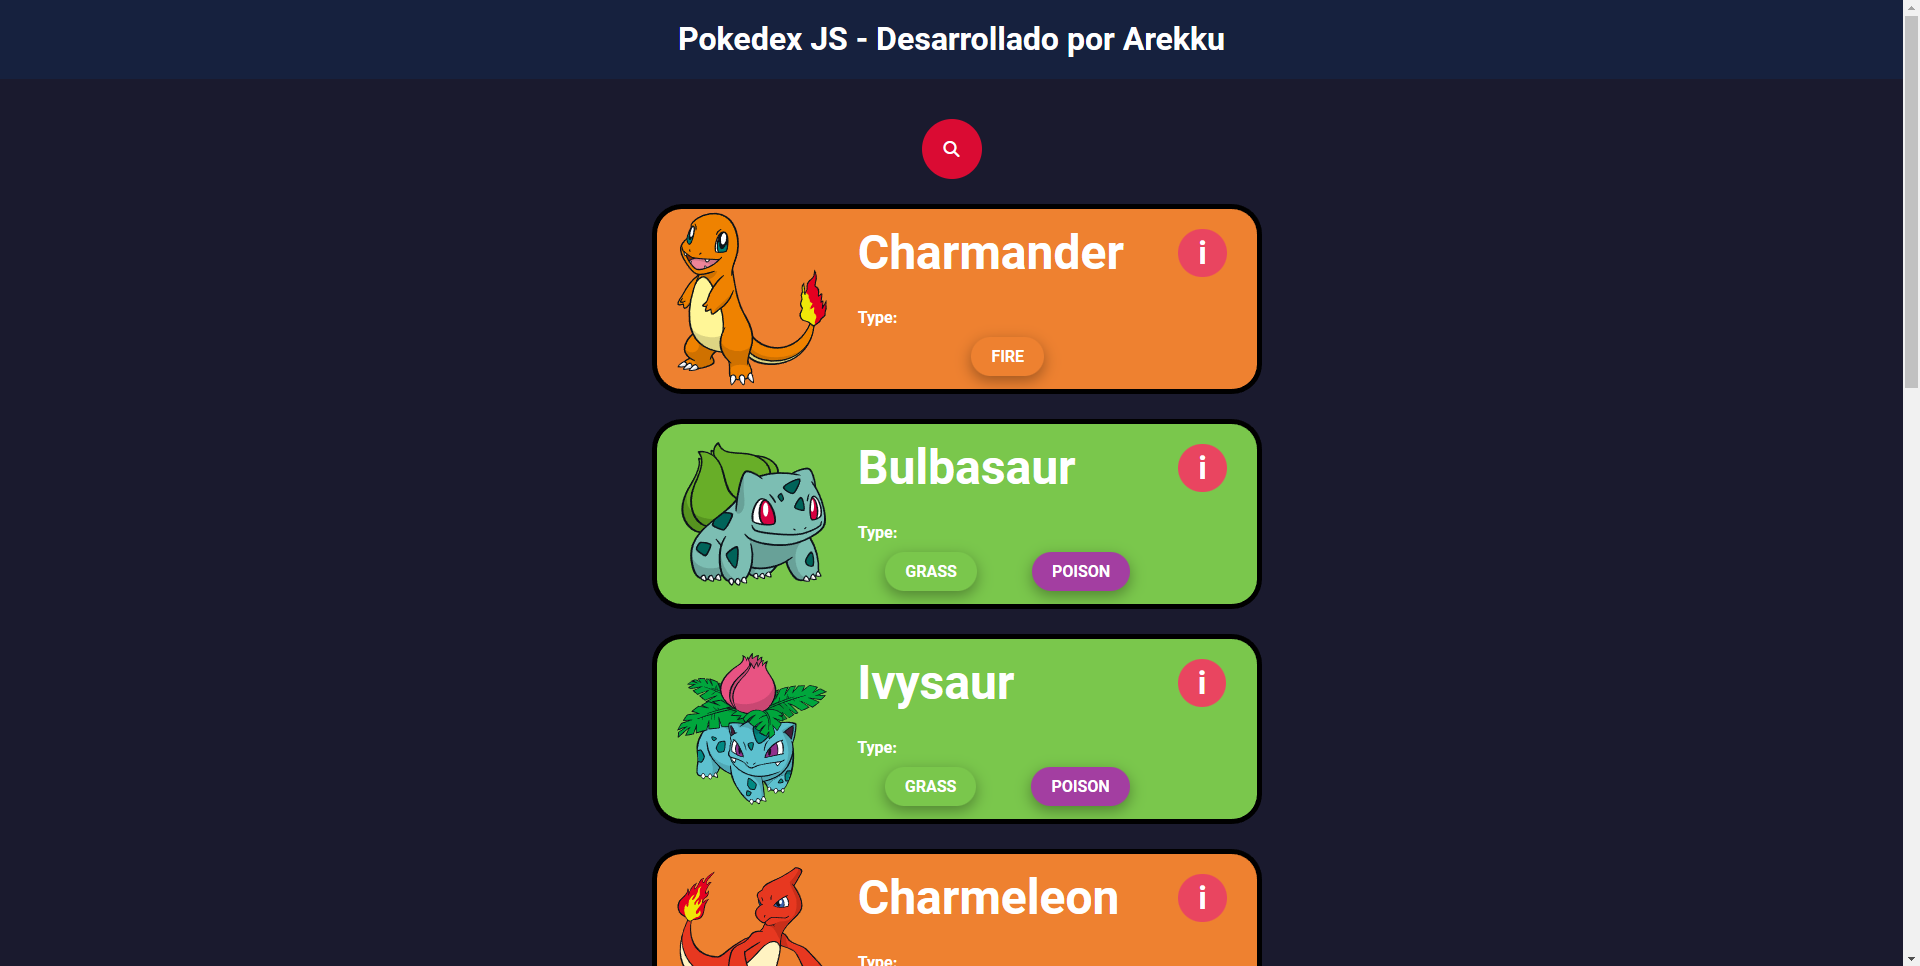 Pokedex JS - Desarrollado por Arekku
Charmander
i
Type:
FIRE
Bulbasaur
i
Type:
GRASS POISON
Ivysaur
i
Type:
GRASS POISON
Charmeleon
i
Type: